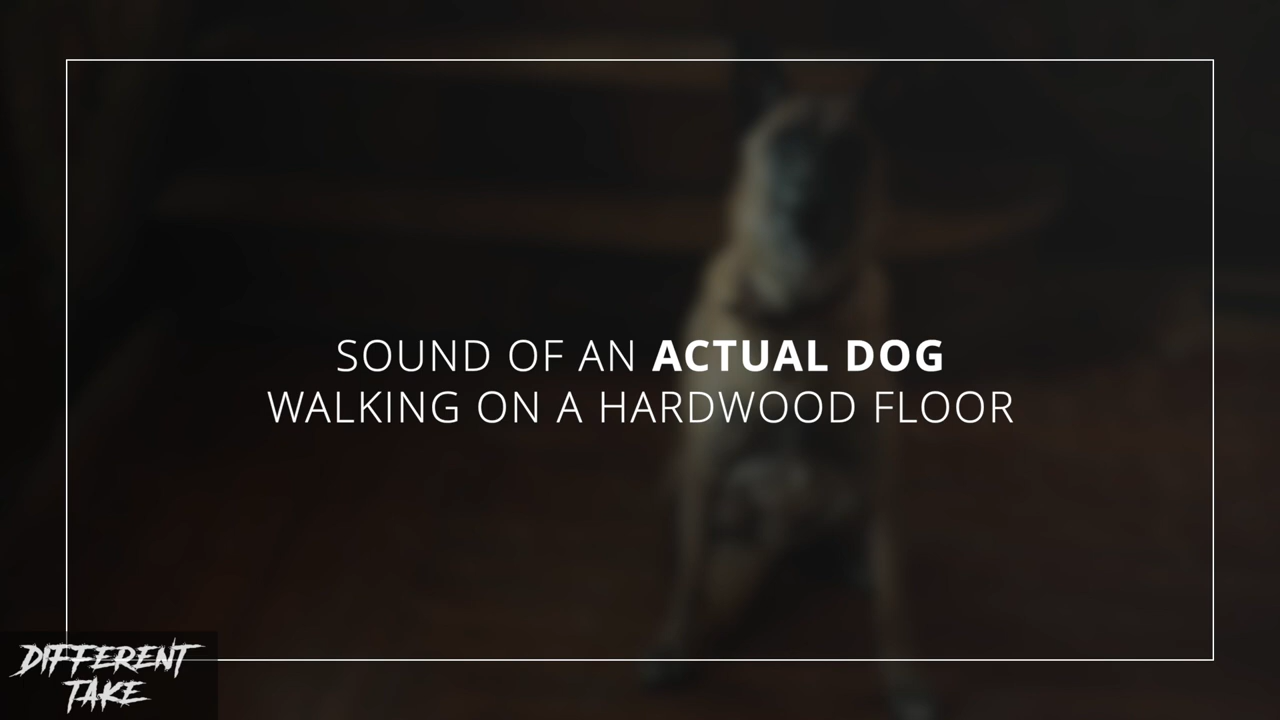 SOUND OF AN ACTUAL DOG
WALKING ON A HARDWOOD FLOOR
DIFFERENT
TAKE